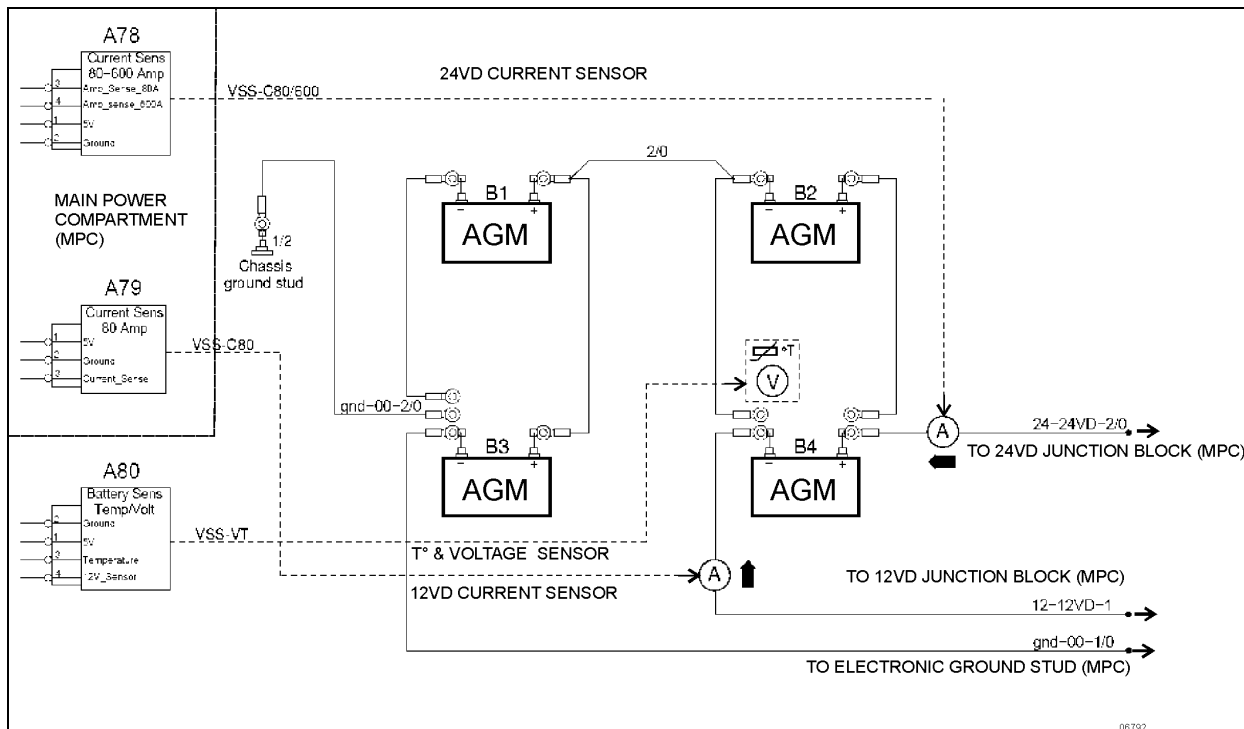 A78
Current Sens
80-600 Amp
3
Amp_Sense_80A
4
Amp_sense_600A
1
5V
2
Ground
VSS-C80/600
24VD CURRENT SENSOR
MAIN POWER
COMPARTMENT
(MPC)
1/2
Chassis
ground stud
2/0
B1
- +
AGM
B2
- +
AGM
A79
Current Sens
80 Amp
1
5V
2
Ground
3
Current_Sense
VSS-C80
gnd-00-2/0
°T
V
B3
- +
AGM
B4
- +
AGM
A
24-24VD-2/0
TO 24VD JUNCTION BLOCK (MPC)
A80
Battery Sens
Temp/Volt
2
Ground
1
5V
3
Temperature
4
12V_Sensor
VSS-VT
T° & VOLTAGE SENSOR
12VD CURRENT SENSOR
A
TO 12VD JUNCTION BLOCK (MPC)
12-12VD-1
gnd-00-1/0
TO ELECTRONIC GROUND STUD (MPC)
06792